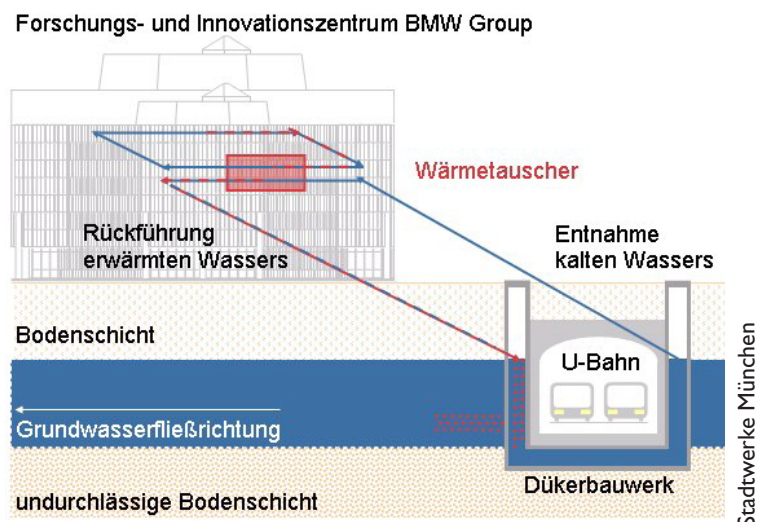 Forschungs- und Innovationszentrum BMW Group
Wärmetauscher
Rückführung
erwärmten Wassers
Entnahme
kalten Wassers
Bodenschicht
U-Bahn
Grundwasserfließrichtung
Dükerbauwerk
undurchlässige Bodenschicht
Stadtwerke München